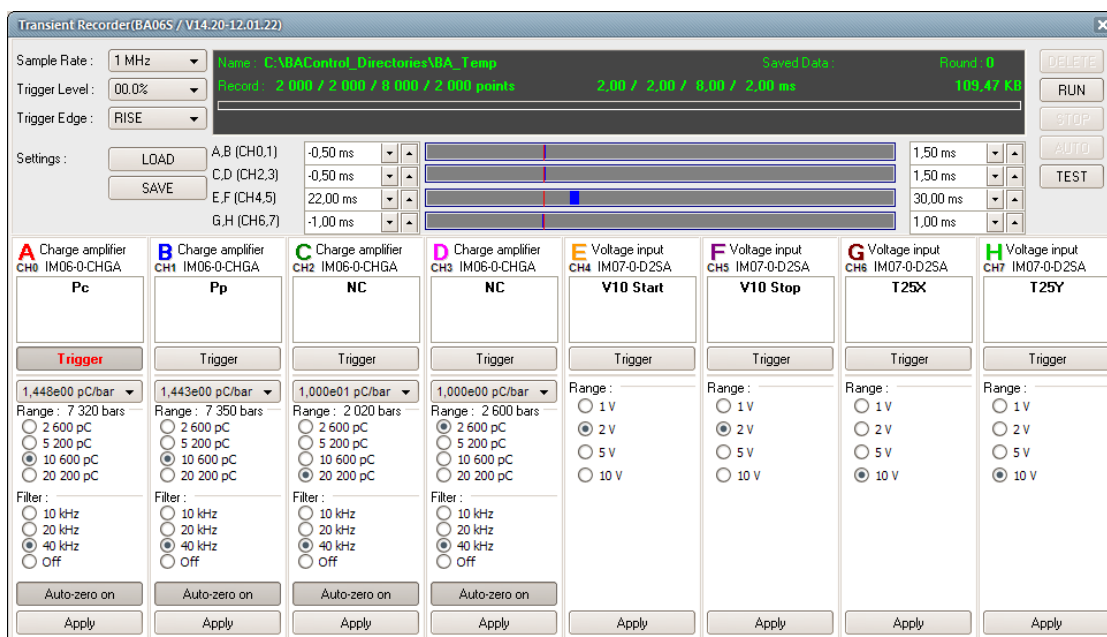 Transient Recorder(BA06S / V14.20-12.01.22)
Sample Rate : 1 MHz
Trigger Level : 00.0%
Trigger Edge : RISE
Name : C:\BAControl_Directories\BA_Temp Saved Data : Round : 0
Record : 2 000 / 2 000 / 8 000 / 2 000 points 2,00 / 2,00 / 8,00 / 2,00 ms 109,47 KB
DELETE
RUN
STOP
AUTO
TEST
Settings : LOAD
SAVE
A,B (CH0,1) -0,50 ms 1,50 ms
C,D (CH2,3) -0,50 ms 1,50 ms
E,F (CH4,5) 22,00 ms 30,00 ms
G,H (CH6,7) -1,00 ms 1,00 ms
A Charge amplifier
CH0 IM06-0-CHGA
Pc
Trigger
1,448e00 pC/bar
Range : 7 320 bars
2 600 pC
5 200 pC
10 600 pC
20 200 pC
Filter :
10 kHz
20 kHz
40 kHz
Off
Auto-zero on
Apply
B Charge amplifier
CH1 IM06-0-CHGA
Pp
Trigger
1,443e00 pC/bar
Range : 7 350 bars
2 600 pC
5 200 pC
10 600 pC
20 200 pC
Filter :
10 kHz
20 kHz
40 kHz
Off
Auto-zero on
Apply
C Charge amplifier
CH2 IM06-0-CHGA
NC
Trigger
1,000e01 pC/bar
Range : 2 020 bars
2 600 pC
5 200 pC
10 600 pC
20 200 pC
Filter :
10 kHz
20 kHz
40 kHz
Off
Auto-zero on
Apply
D Charge amplifier
CH3 IM06-0-CHGA
NC
Trigger
1,000e00 pC/bar
Range : 2 600 bars
2 600 pC
5 200 pC
10 600 pC
20 200 pC
Filter :
10 kHz
20 kHz
40 kHz
Off
Auto-zero on
Apply
E Voltage input
CH4 IM07-0-D2SA
V10 Start
Trigger
Range :
1 V
2 V
5 V
10 V
Apply
F Voltage input
CH5 IM07-0-D2SA
V10 Stop
Trigger
Range :
1 V
2 V
5 V
10 V
Apply
G Voltage input
CH6 IM07-0-D2SA
T25X
Trigger
Range :
1 V
2 V
5 V
10 V
Apply
H Voltage input
CH7 IM07-0-D2SA
T25Y
Trigger
Range :
1 V
2 V
5 V
10 V
Apply